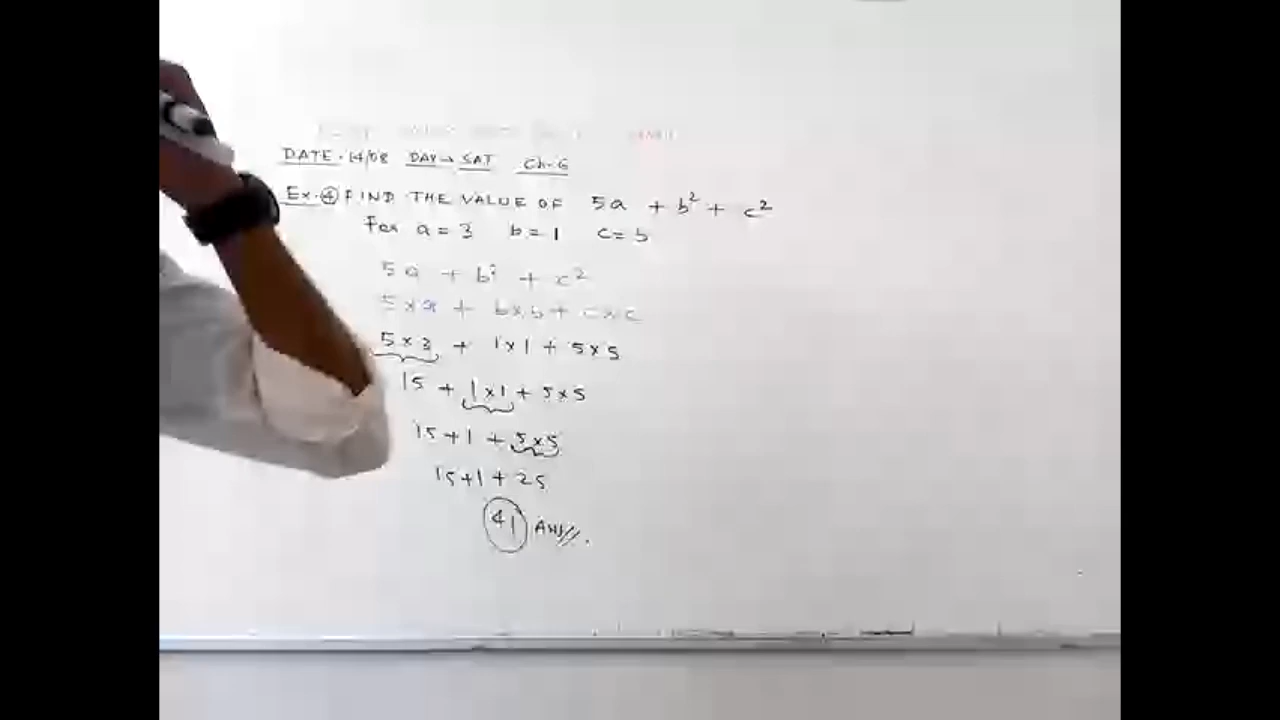 DATE - 14/08 DAY → SAT Ch-6
Ex-④ FIND THE VALUE OF 5a + b² + c²
For a = 3 b = 1 c = 5
5a + b² + c²
5×a + b×b + c×c
5×3 + 1×1 + 5×5
15 + 1×1 + 5×5
15+1 + 5×5
15+1+25
41 Ans//.